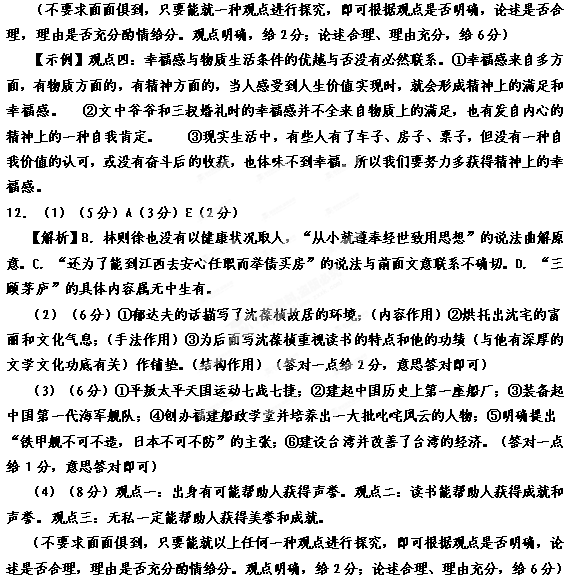 （不要求面面俱到，只要能就一种观点进行探究，即可根据观点是否明确，论述是否合
理，理由是否充分酌情给分。观点明确，给2分；论述合理、理由充分，给6分）
【示例】观点四：幸福感与物质生活条件的优越与否没有必然联系。①幸福感来自多方
面，有物质方面的，有精神方面的，当人感受到人生价值实现时，就会形成精神上的满足和
幸福感。 ②文中爷爷和三叔婚礼时的幸福感并不全来自物质上的满足，也有发自内心的
精神上的一种自我肯定。 ③现实生活中，有些人有了车子、房子、票子，但没有一种自
我价值的认可，或没有奋斗后的收获，也体味不到幸福。所以我们要努力多获得精神上的幸
福感。
12．（1）（5分）A（3分）E（2分）
【解析】B．林则徐也没有以健康状况取人，“从小就遵奉经世致用思想”的说法曲解原
意。C．“还为了能到江西去安心任职而举债买房”的说法与前面文意联系不确切。D．“三
顾茅庐”的具体内容属无中生有。
（2）（6分）①郁达夫的话描写了沈葆桢故居的环境；（内容作用）②烘托出沈宅的富
丽和文化气息；（手法作用）③为后面写沈葆桢重视读书的特点和他的功绩（与他有深厚的
文学文化功底有关）作铺垫。（结构作用）（答对一点给2分，意思答对即可）
（3）（6分）①平叛太平天国运动七战七捷；②建起中国历史上第一座船厂；③装备起
中国第一代海军舰队；④创办福建船政学堂并培养出一大批叱咤风云的人物；⑤明确提出
“铁甲舰不可不造，日本不可不防”的主张；⑥建设台湾并改善了台湾的经济。（答对一点
给1分，意思答对即可）
（4）（8分）观点一：出身有可能帮助人获得声誉。观点二：读书能帮助人获得成就和
声誉。观点三：无私一定能帮助人获得美誉和成就。
（不要求面面俱到，只要能就以上任何一种观点进行探究，即可根据观点是否明确，论
述是否合理，理由是否充分酌情给分。观点明确，给2分；论述合理、理由充分，给6分）